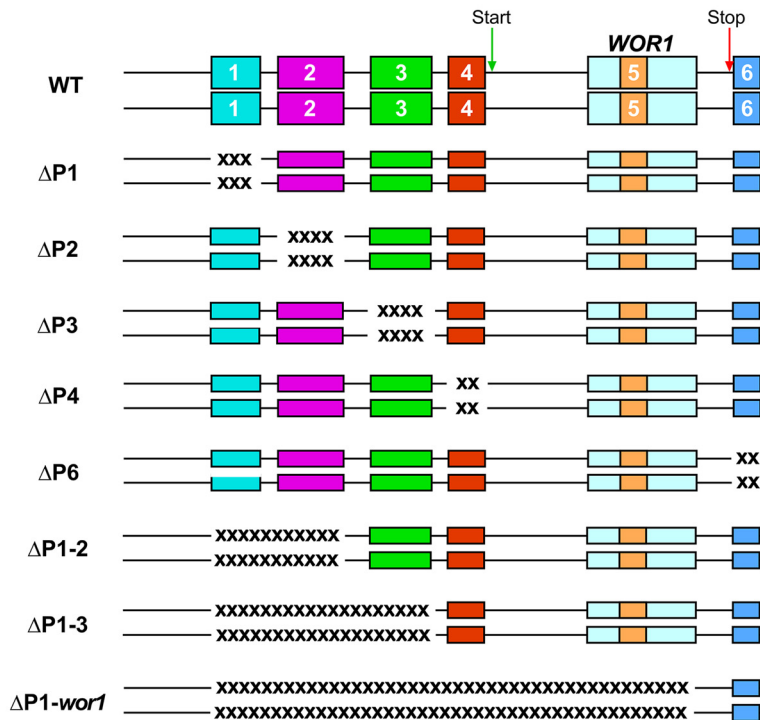 Start Stop
WOR1
WT 1 2 3 4 5 6
1 2 3 4 5 6
ΔP1 xxx
xxx
ΔP2 xxxx
xxxx
ΔP3 xxxx
xxxx
ΔP4 xx
xx
ΔP6 xx
xx
ΔP1-2 xxxxxxxxxxx
xxxxxxxxxxx
ΔP1-3 xxxxxxxxxxxxxxxxxxx
xxxxxxxxxxxxxxxxxxx
ΔP1-wor1 xxxxxxxxxxxxxxxxxxxxxxxxxxxxxxxxxxxxxxxxxx
xxxxxxxxxxxxxxxxxxxxxxxxxxxxxxxxxxxxxxxxxx